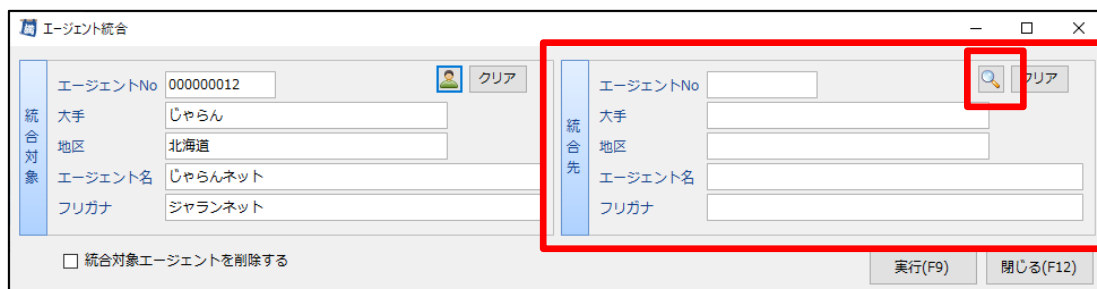 エージェント統合
統合対象
エージェントNo 000000012 クリア
大手 じゃらん
地区 北海道
エージェント名 じゃらんネット
フリガナ ジャランネット
統合先
エージェントNo クリア
大手
地区
エージェント名
フリガナ
統合対象エージェントを削除する
実行(F9) 閉じる(F12)